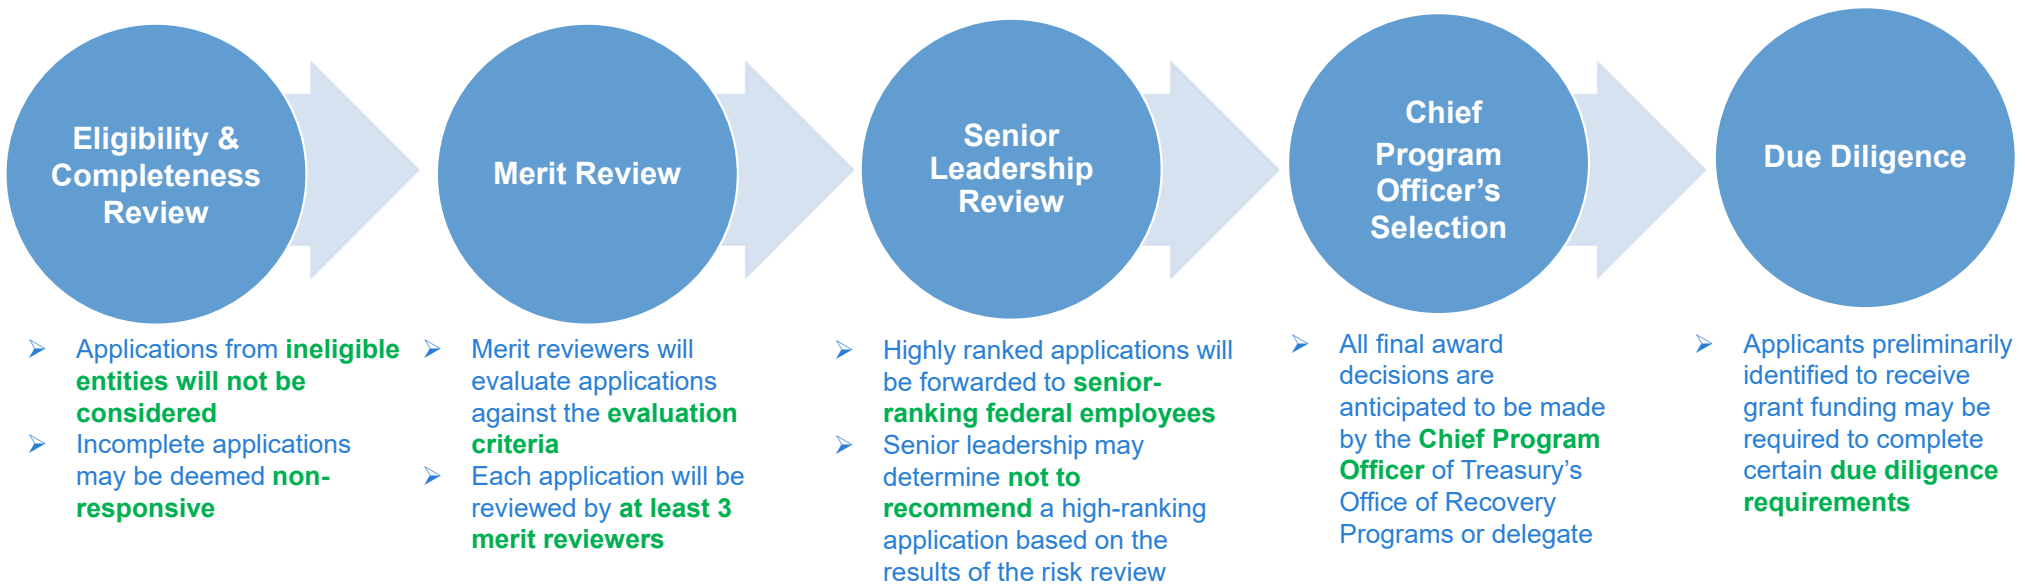 Eligibility &
Completeness
Review
Merit Review
Senior
Leadership
Review
Chief
Program
Officer’s
Selection
Due Diligence
➢ Applications from ineligible
entities will not be
considered
➢ Incomplete applications
may be deemed non-
responsive
➢ Merit reviewers will
evaluate applications
against the evaluation
criteria
➢ Each application will be
reviewed by at least 3
merit reviewers
➢ Highly ranked applications will
be forwarded to senior-
ranking federal employees
➢ Senior leadership may
determine not to
recommend a high-ranking
application based on the
results of the risk review
➢ All final award
decisions are
anticipated to be made
by the Chief Program
Officer of Treasury’s
Office of Recovery
Programs or delegate
➢ Applicants preliminarily
identified to receive
grant funding may be
required to complete
certain due diligence
requirements